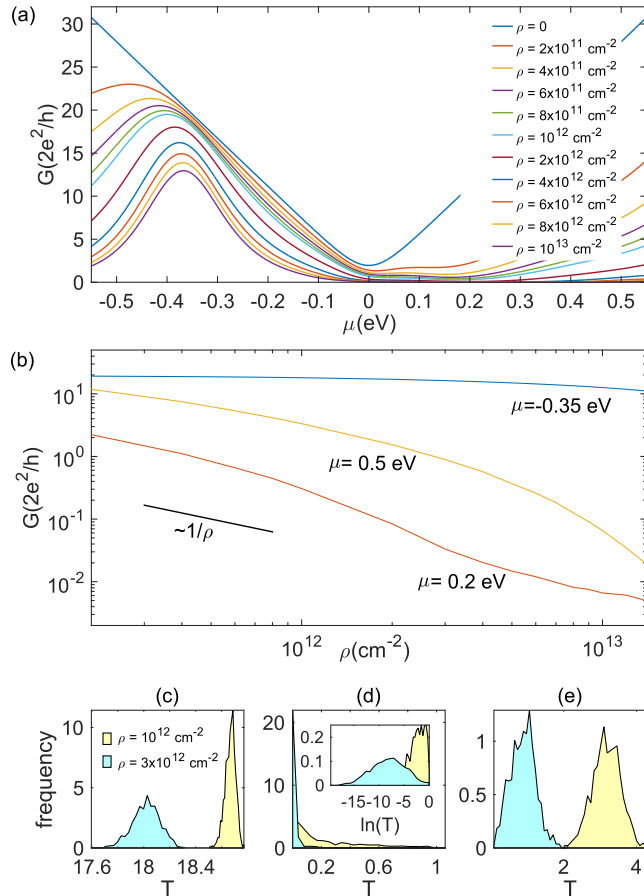 (a)
30
25
20
15
10
5
0
G(2e²/h)
-0.5 -0.4 -0.3 -0.2 -0.1 0 0.1 0.2 0.3 0.4 0.5
μ(eV)
ρ = 0
ρ = 2x10¹¹ cm⁻²
ρ = 4x10¹¹ cm⁻²
ρ = 6x10¹¹ cm⁻²
ρ = 8x10¹¹ cm⁻²
ρ = 10¹² cm⁻²
ρ = 2x10¹² cm⁻²
ρ = 4x10¹² cm⁻²
ρ = 6x10¹² cm⁻²
ρ = 8x10¹² cm⁻²
ρ = 10¹³ cm⁻²
(b)
10¹
10⁰
10⁻¹
10⁻²
G(2e²/h)
μ=-0.35 eV
μ= 0.5 eV
~1/ρ
μ= 0.2 eV
10¹² 10¹³
ρ(cm⁻²)
(c)
frequency
10
5
0
ρ = 10¹² cm⁻²
ρ = 3x10¹² cm⁻²
17.6 18 18.4
T
(d)
20
10
0
0.2
0.1
0
-15 -10 -5 0
ln(T)
0.2 0.6 1
T
(e)
1
0.5
0
2 4
T